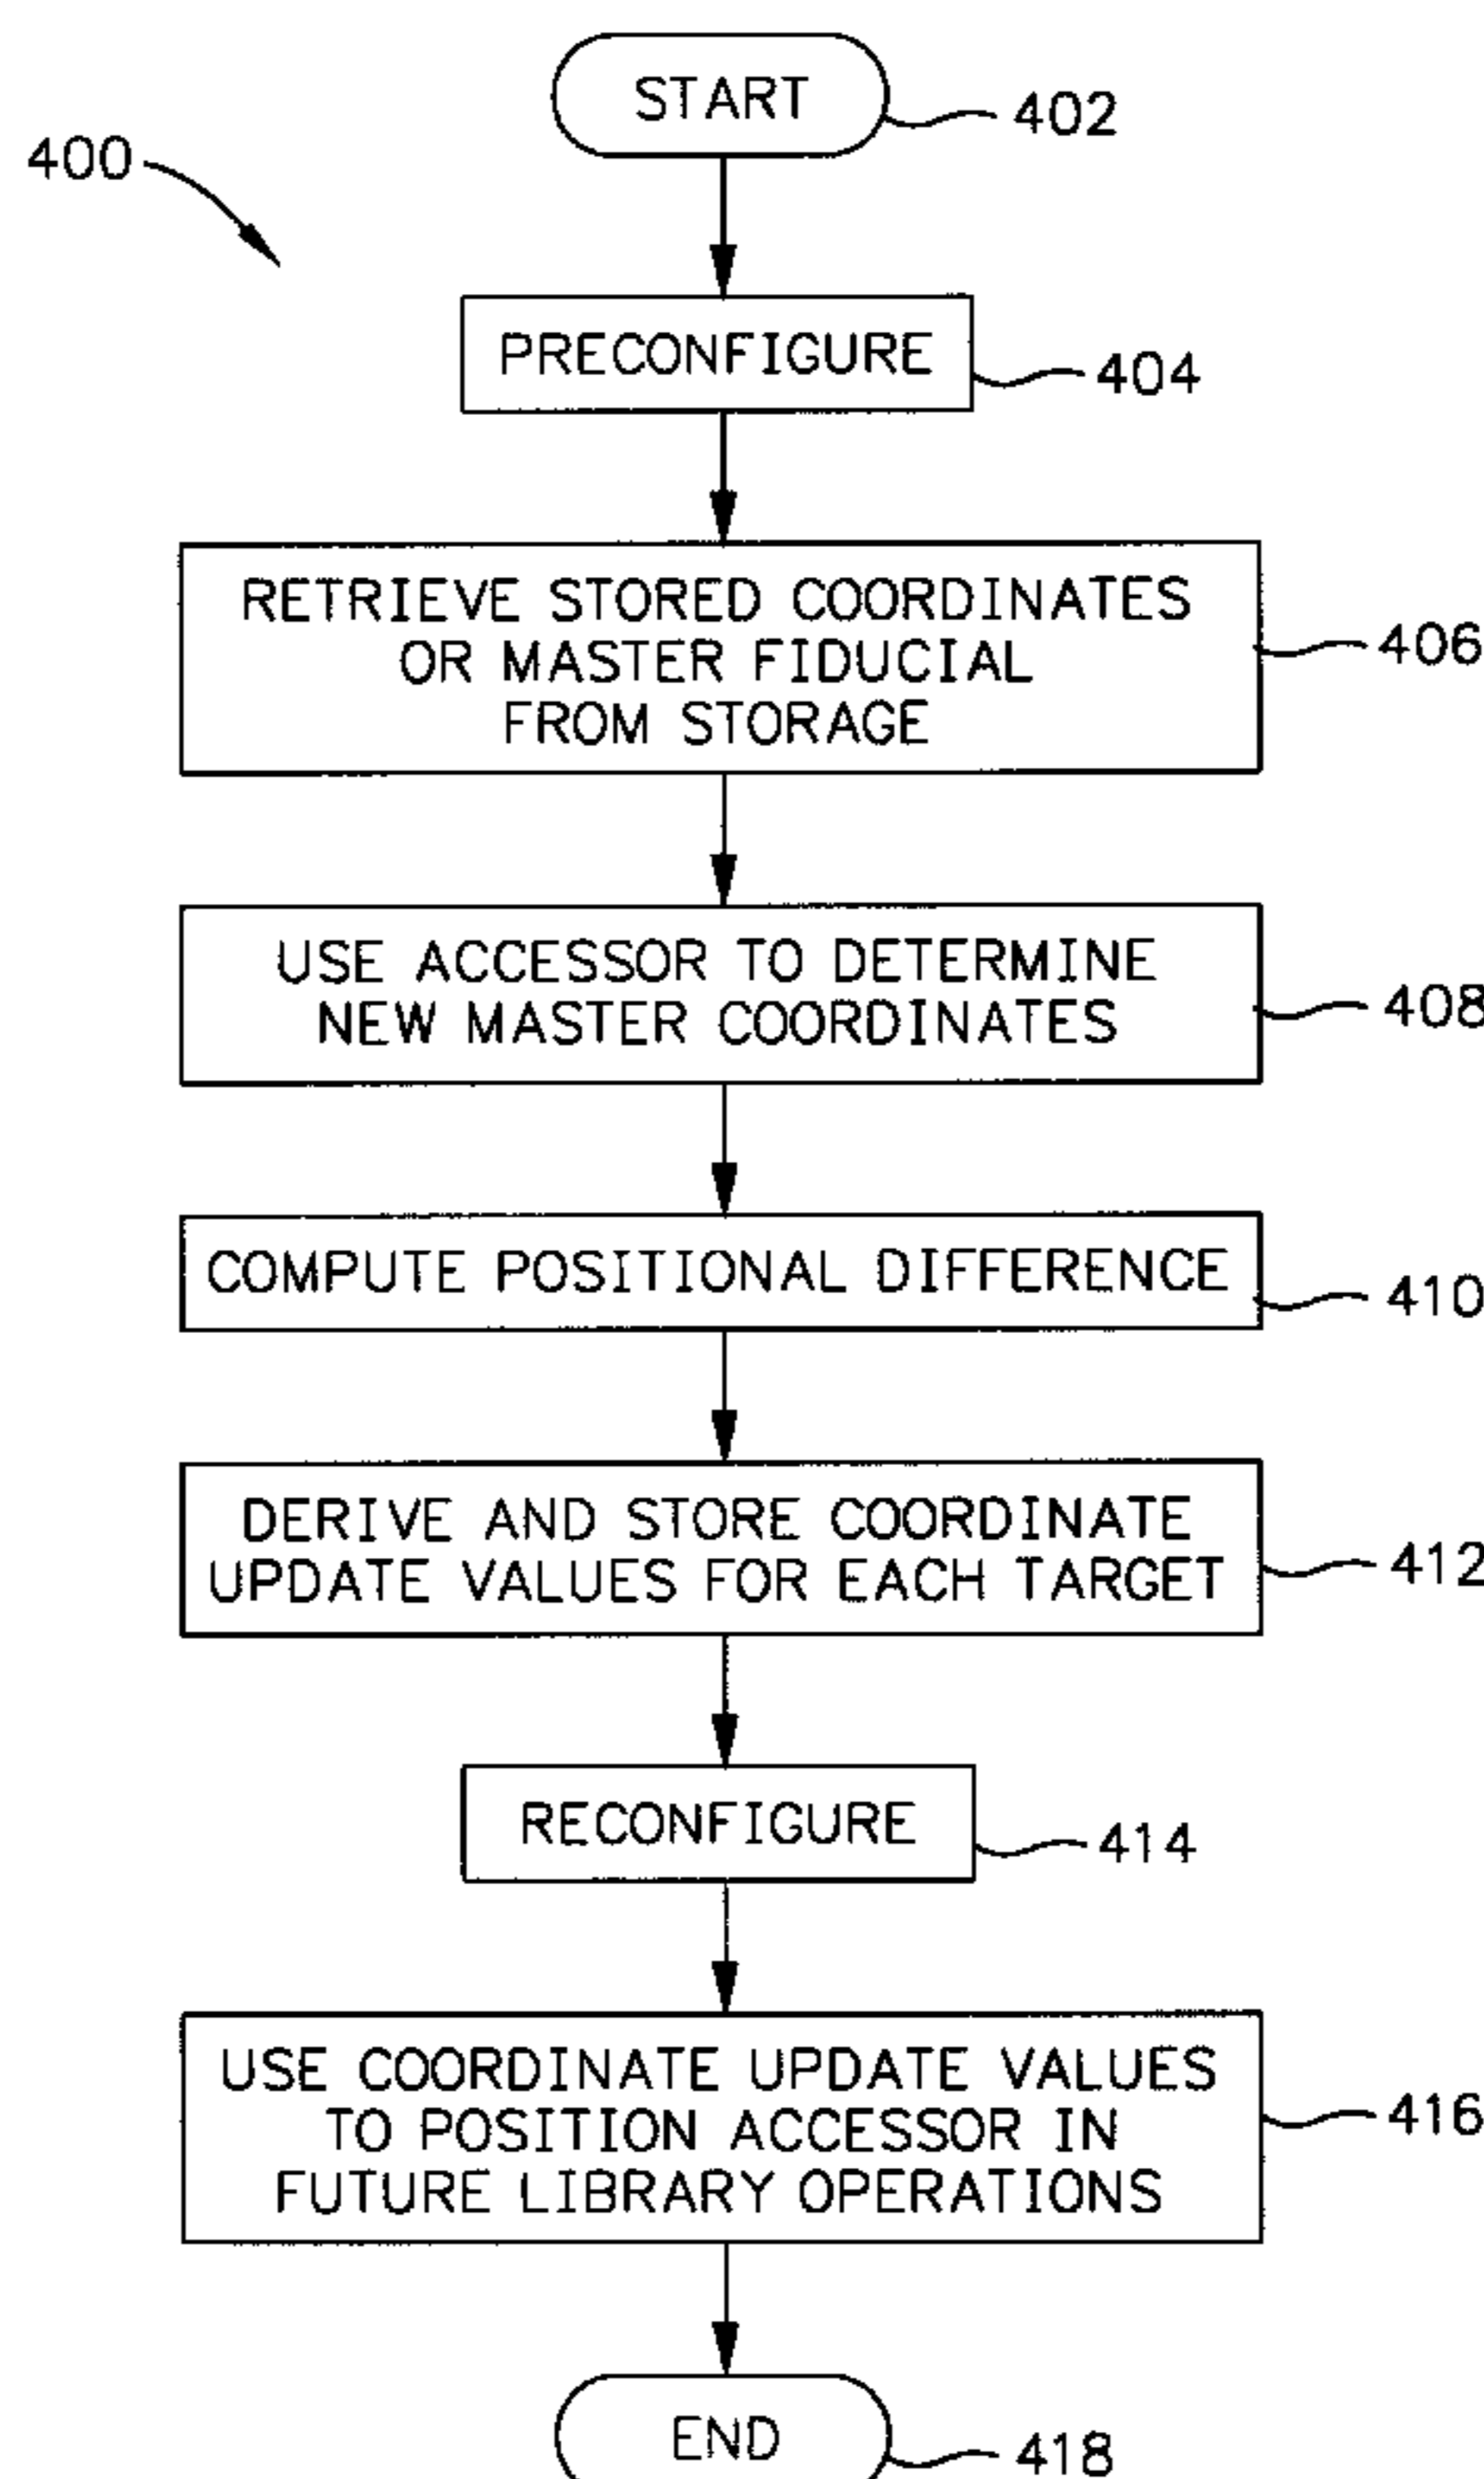 START
402
400
PRECONFIGURE
404
RETRIEVE STORED COORDINATES
OR MASTER FIDUCIAL
FROM STORAGE
406
USE ACCESSOR TO DETERMINE
NEW MASTER COORDINATES
408
COMPUTE POSITIONAL DIFFERENCE
410
DERIVE AND STORE COORDINATE
UPDATE VALUES FOR EACH TARGET
412
RECONFIGURE
414
USE COORDINATE UPDATE VALUES
TO POSITION ACCESSOR IN
FUTURE LIBRARY OPERATIONS
416
END
418